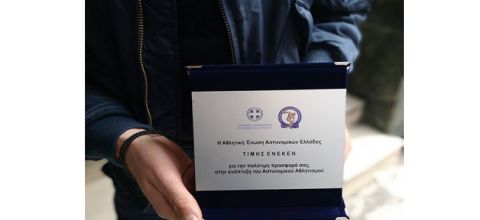 Η Αθλητική Ένωση Αστυνομικών Ελλάδος
ΤΙΜΗΣ ΕΝΕΚΕΝ
για την πολύτιμη προσφορά σας,
στην ανάπτυξη του Αστυνομικού Αθλητισμού